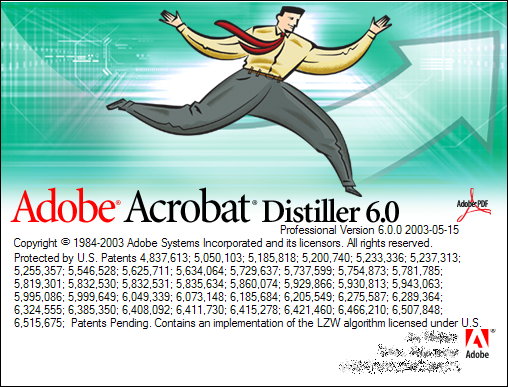 Adobe® Acrobat® Distiller 6.0
Adobe PDF
Professional Version 6.0.0 2003-05-15
Copyright © 1984-2003 Adobe Systems Incorporated and its licensors. All rights reserved.
Protected by U.S. Patents 4,837,613; 5,050,103; 5,185,818; 5,200,740; 5,233,336; 5,237,313;
5,255,357; 5,546,528; 5,625,711; 5,634,064; 5,729,637; 5,737,599; 5,754,873; 5,781,785;
5,819,301; 5,832,530; 5,832,531; 5,835,634; 5,860,074; 5,929,866; 5,930,813; 5,943,063;
5,995,086; 5,999,649; 6,049,339; 6,073,148; 6,185,684; 6,205,549; 6,275,587; 6,289,364;
6,324,555; 6,385,350; 6,408,092; 6,411,730; 6,415,278; 6,421,460; 6,466,210; 6,507,848;
6,515,675; Patents Pending. Contains an implementation of the LZW algorithm licensed under U.S.
Adobe